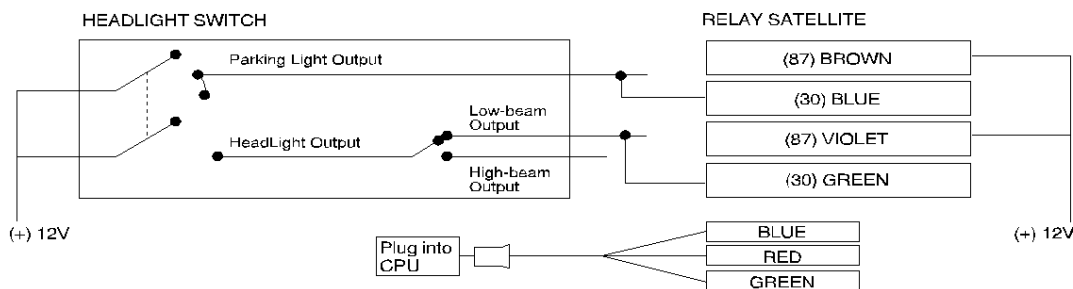 HEADLIGHT SWITCH
RELAY SATELLITE
Parking Light Output
(87) BROWN
(30) BLUE
Low-beam
Output
HeadLight Output
(87) VIOLET
High-beam
Output
(30) GREEN
(+) 12V
(+) 12V
Plug into
CPU
BLUE
RED
GREEN